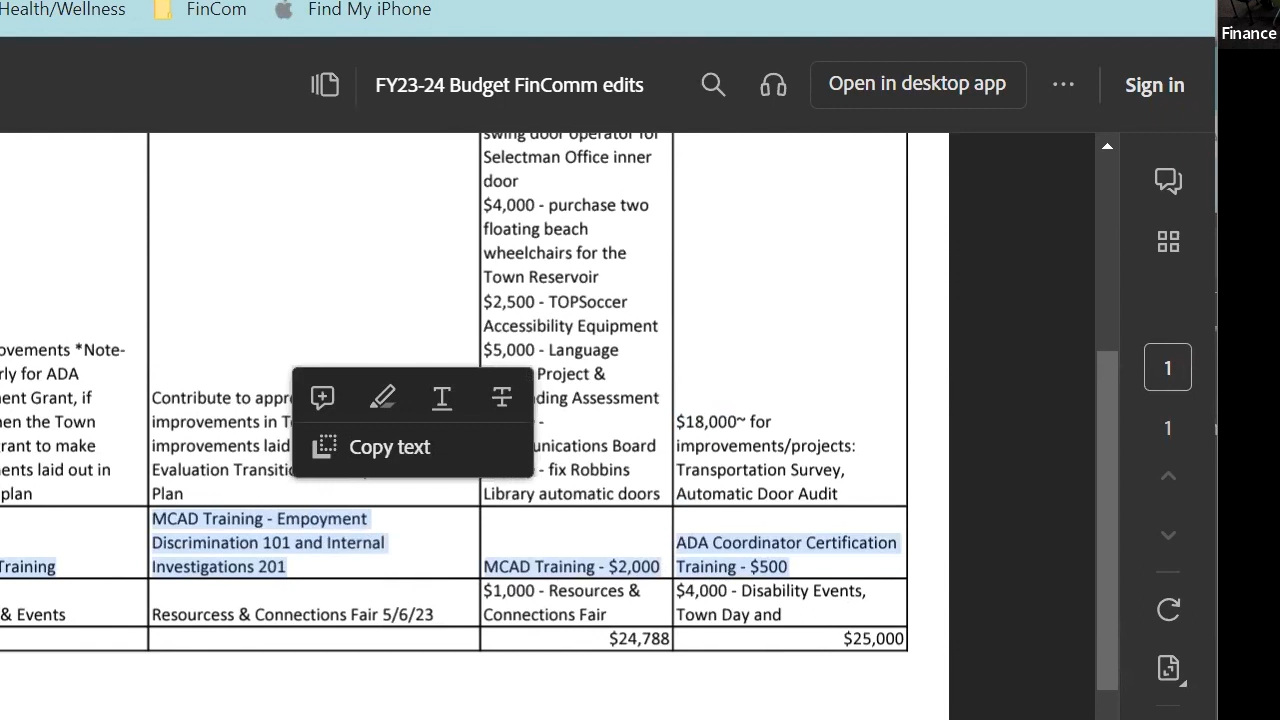 Health/Wellness FinCom Find My iPhone
Finance
FY23-24 Budget FinComm edits
Open in desktop app
Sign in
swing door operator for
Selectman Office inner
door
$4,000 - purchase two
floating beach
wheelchairs for the
Town Reservoir
$2,500 - TOPSoccer
Accessibility Equipment
$5,000 - Language
Project &
Assessment
-
Board
- fix Robbins
Library automatic doors
ovements *Note-
rly for ADA
ent Grant, if
en the Town
rant to make
ents laid out in
plan
Contribute to
improvements in
improvements laid
Evaluation
Plan
$18,000~ for
improvements/projects:
Transportation Survey,
Automatic Door Audit
Copy text
Training
MCAD Training - Empoyment
Discrimination 101 and Internal
Investigations 201
MCAD Training - $2,000
ADA Coordinator Certification
Training - $500
& Events
Resourcess & Connections Fair 5/6/23
$1,000 - Resources &
Connections Fair
$4,000 - Disability Events,
Town Day and
$24,788
$25,000
1
1